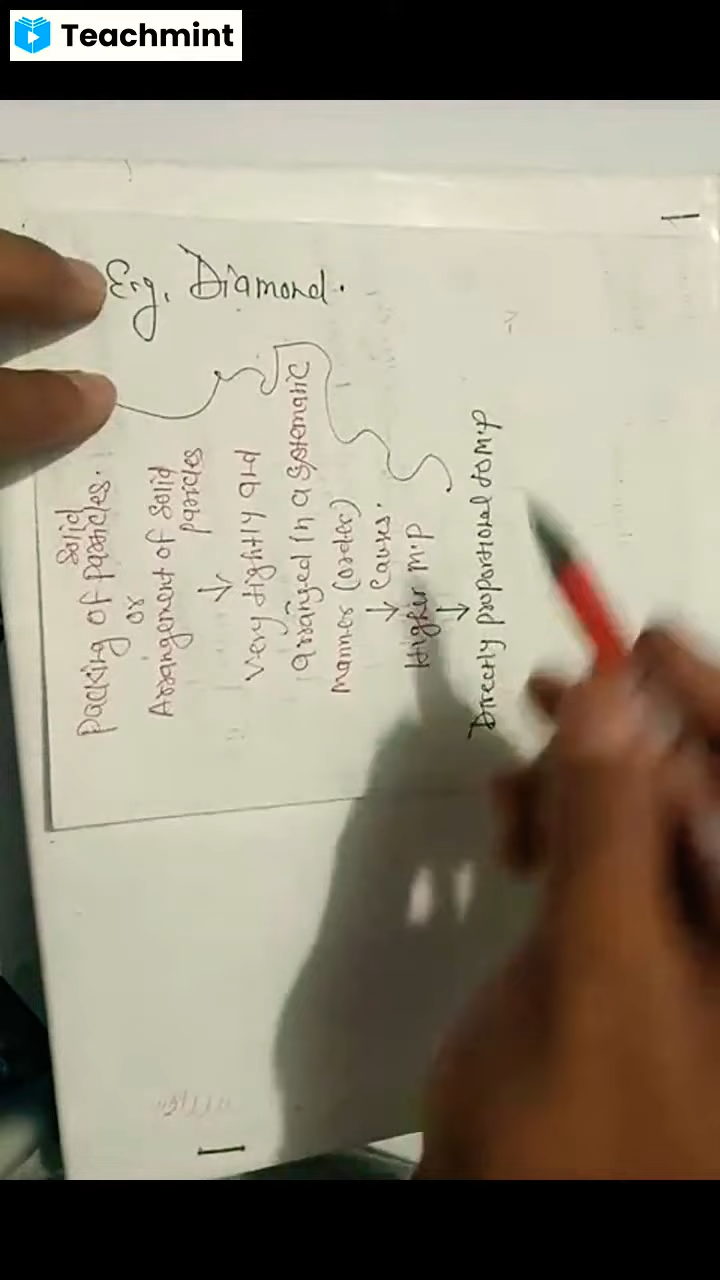 Teachmint
E.g. Diamond.
Solid
Packing of Particles.
or
Arrangement of Solid
particles
↓
Very tightly and
arranged in a systematic
manner (order)
↓ Causes.
Higher M.P
↓
Directly proportional to M.P